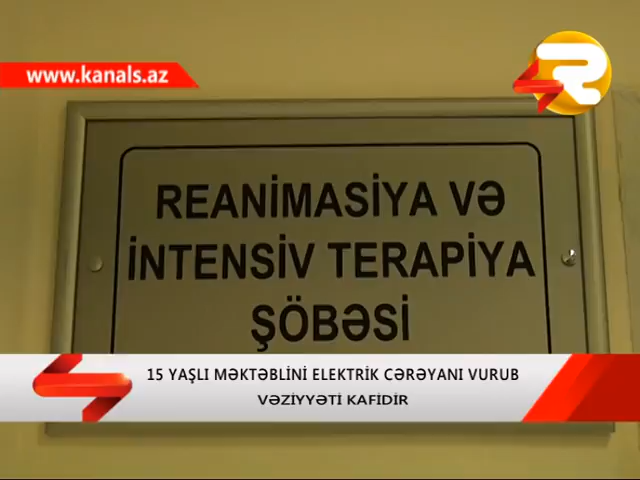 www.kanals.az
REANİMASİYA VƏ
İNTENSİV TERAPİYA
ŞÖBƏSİ
15 YAŞLI MƏKTƏBLİNİ ELEKTRİK CƏRƏYANI VURUB
VƏZİYYƏTİ KAFİDİR